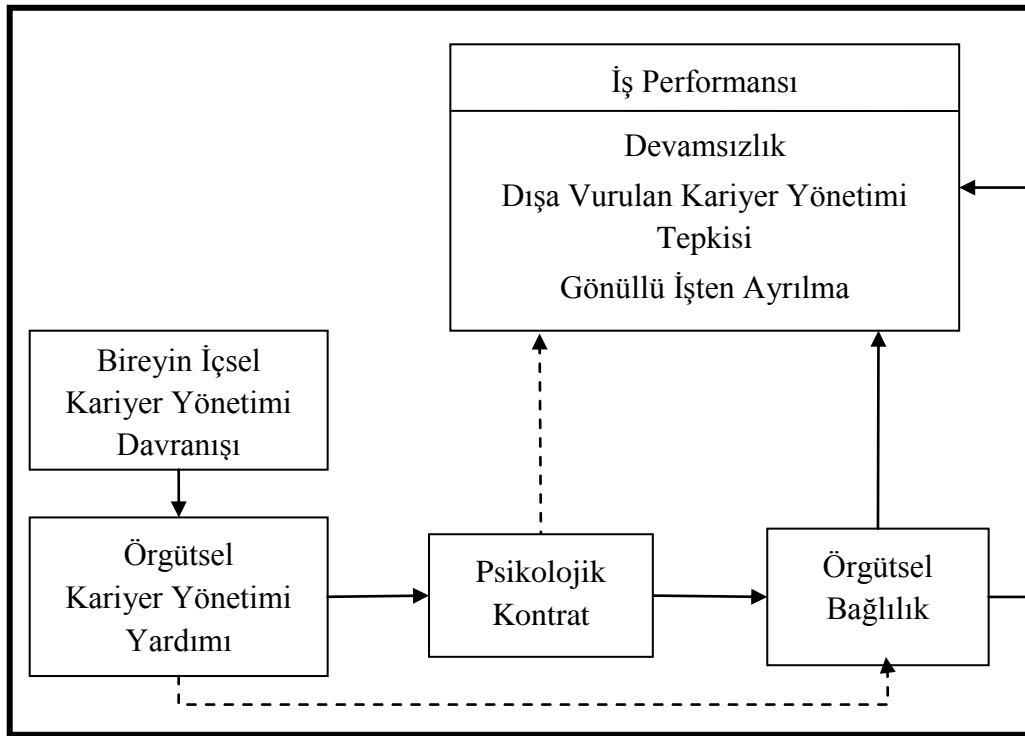 İş Performansı
Devamsızlık
Dışa Vurulan Kariyer Yönetimi
Tepkisi
Gönüllü İşten Ayrılma
Bireyin İçsel
Kariyer Yönetimi
Davranışı
Örgütsel
Kariyer Yönetimi
Yardımı
Psikolojik
Kontrat
Örgütsel
Bağlılık